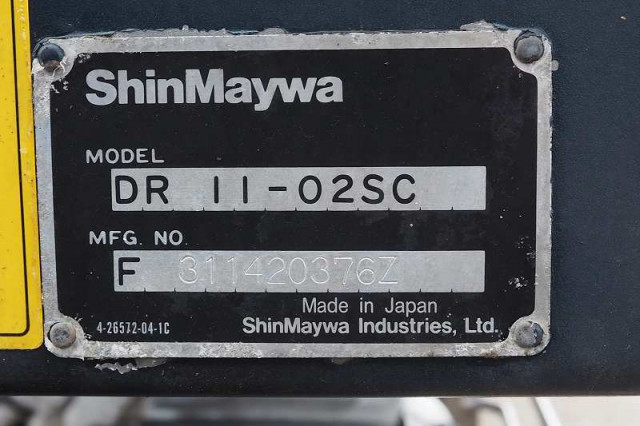 ShinMaywa
MODEL
DR 11-02SC
MFG. NO.
F 311420376Z
Made in Japan
4-26572-04-1C
ShinMaywa Industries, Ltd.